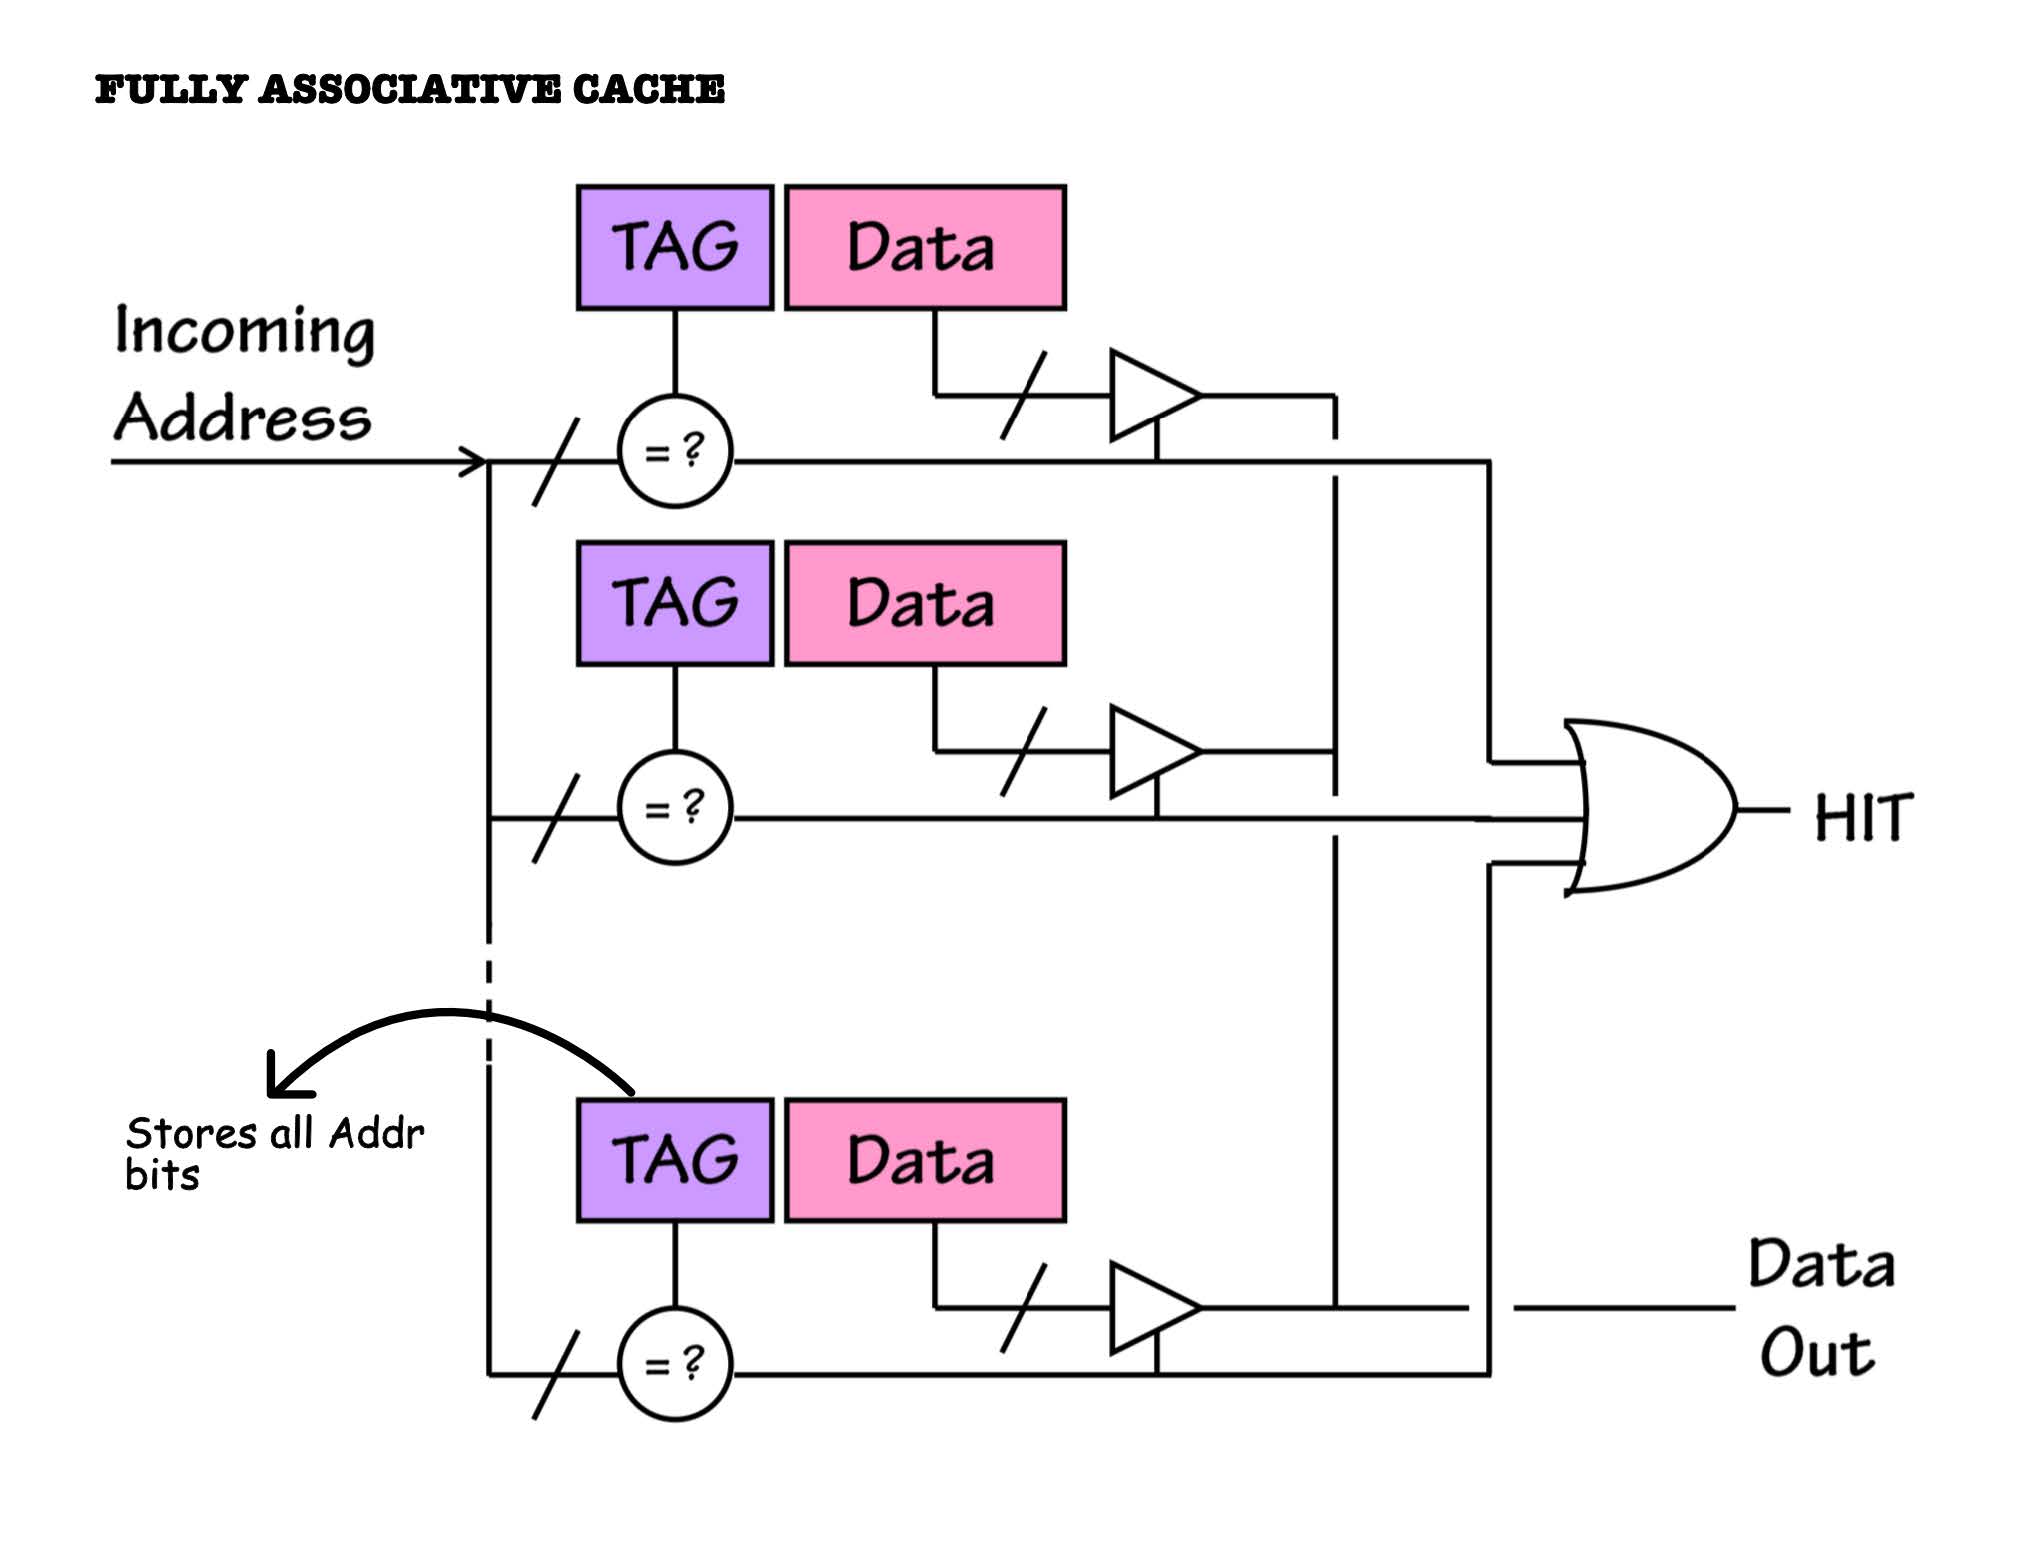 FULLY ASSOCIATIVE CACHE
TAG Data
Incoming
Address
= ?
TAG Data
= ?
HIT
Stores all Addr
bits
TAG Data
= ?
Data
Out